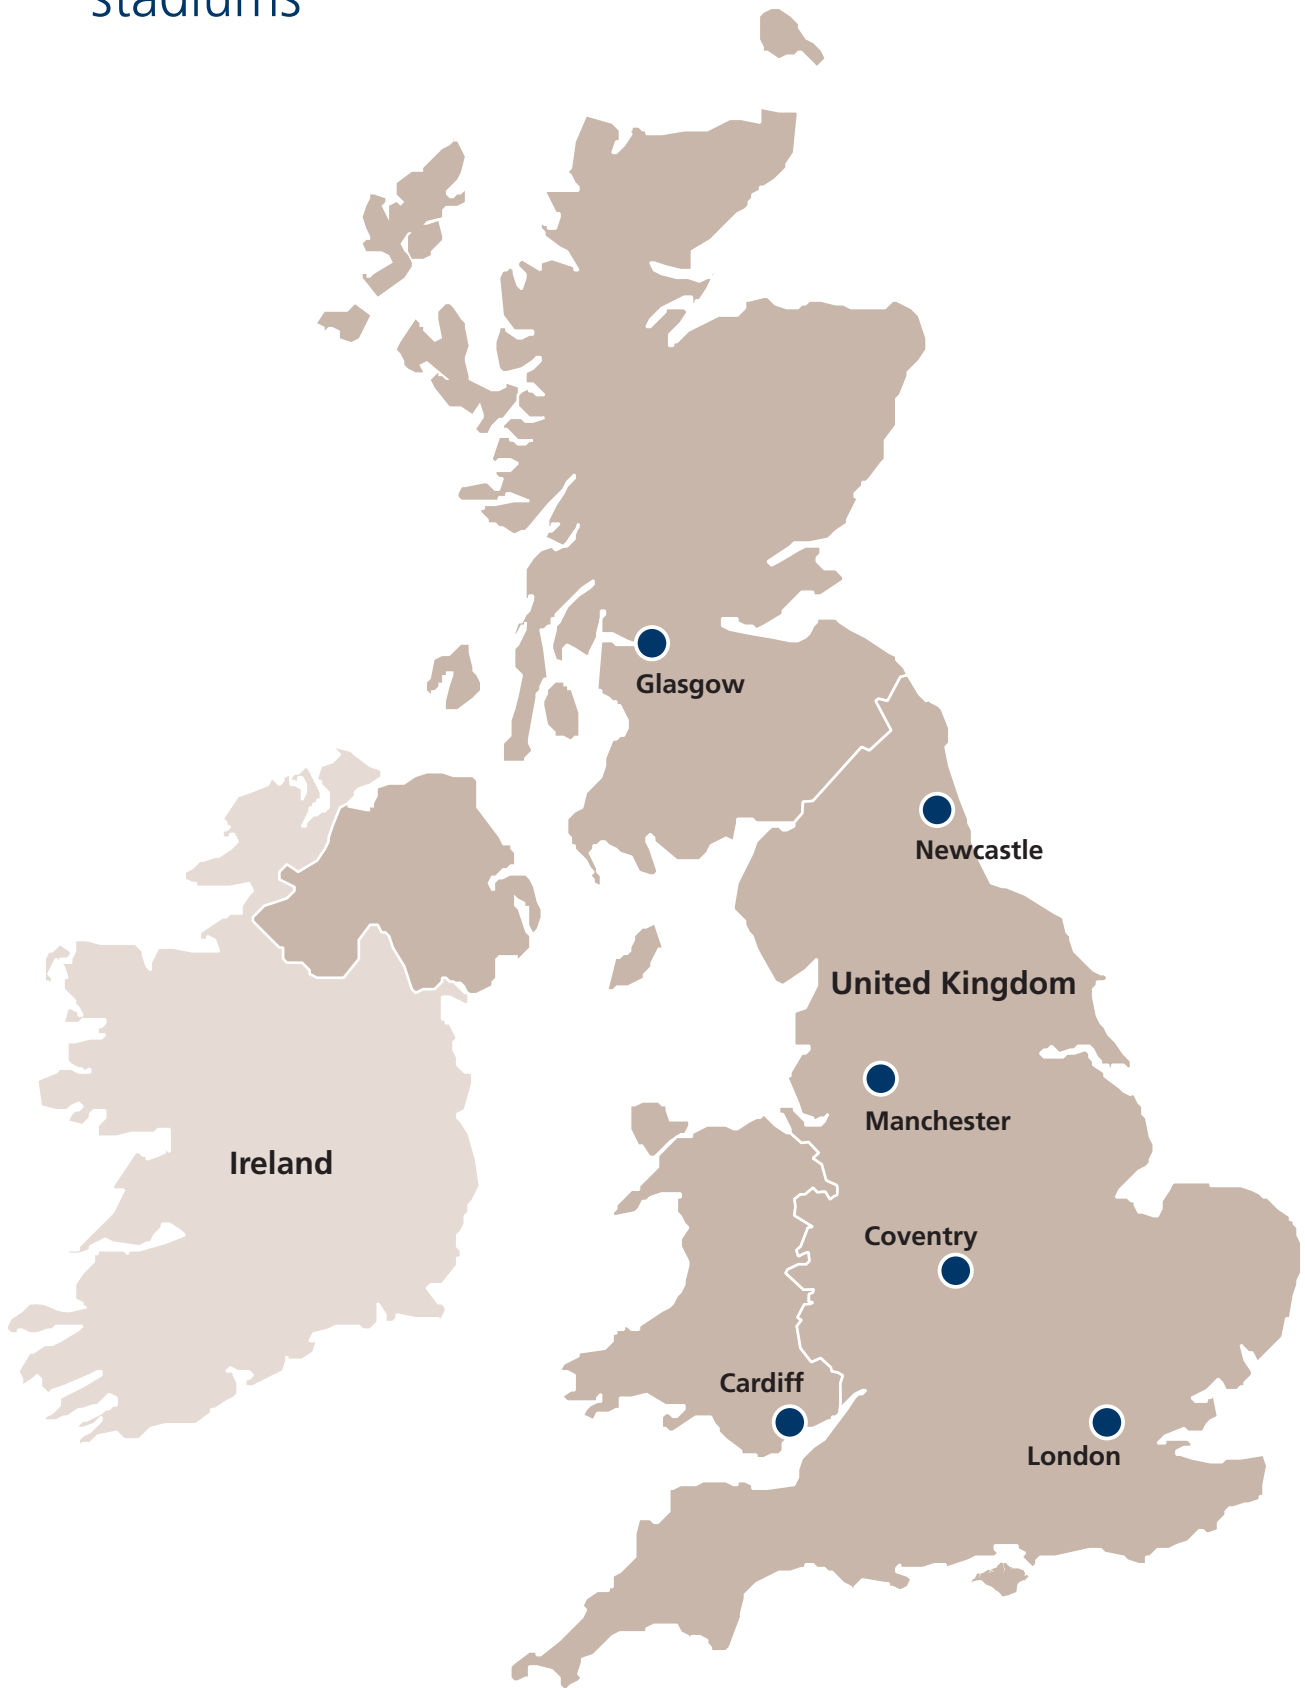 stadiums
Glasgow
Newcastle
United Kingdom
Manchester
Ireland
Coventry
Cardiff
London